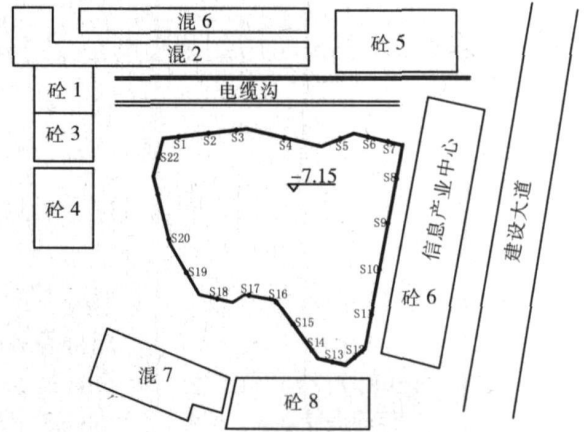 混 6
砼 5
混 2
砼 1
电缆沟
砼 3
S1
S2
S3
S4
S5
S6
S7
S22
砼 4
-7.15
S8
信息产业中心
建设大道
S9
S20
S10
S19
S18
S17
S16
砼 6
S11
S15
S14
S13
S12
混 7
砼 8